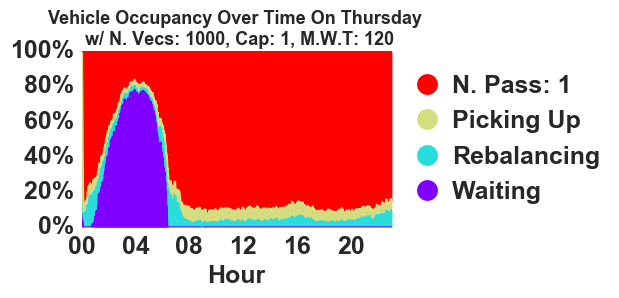 Vehicle Occupancy Over Time On Thursday
w/ N. Vecs: 1000, Cap: 1, M.W.T: 120
100%
80%
60%
40%
20%
0%
00 04 08 12 16 20
Hour
N. Pass: 1
Picking Up
Rebalancing
Waiting